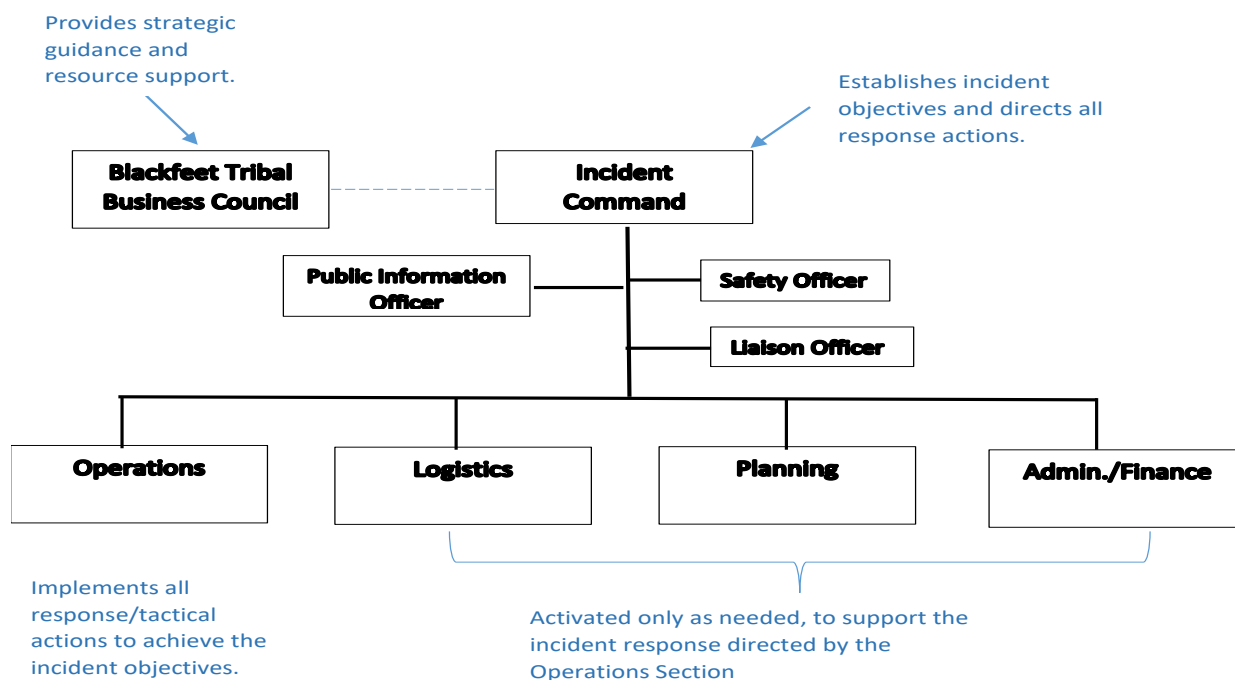 Provides strategic
guidance and
resource support.
Establishes incident
objectives and directs all
response actions.
Blackfeet Tribal
Business Council
Incident
Command
Public Information
Officer
Safety Officer
Liaison Officer
Operations
Logistics
Planning
Admin./Finance
Implements all
response/tactical
actions to achieve the
incident objectives.
Activated only as needed, to support the
incident response directed by the
Operations Section